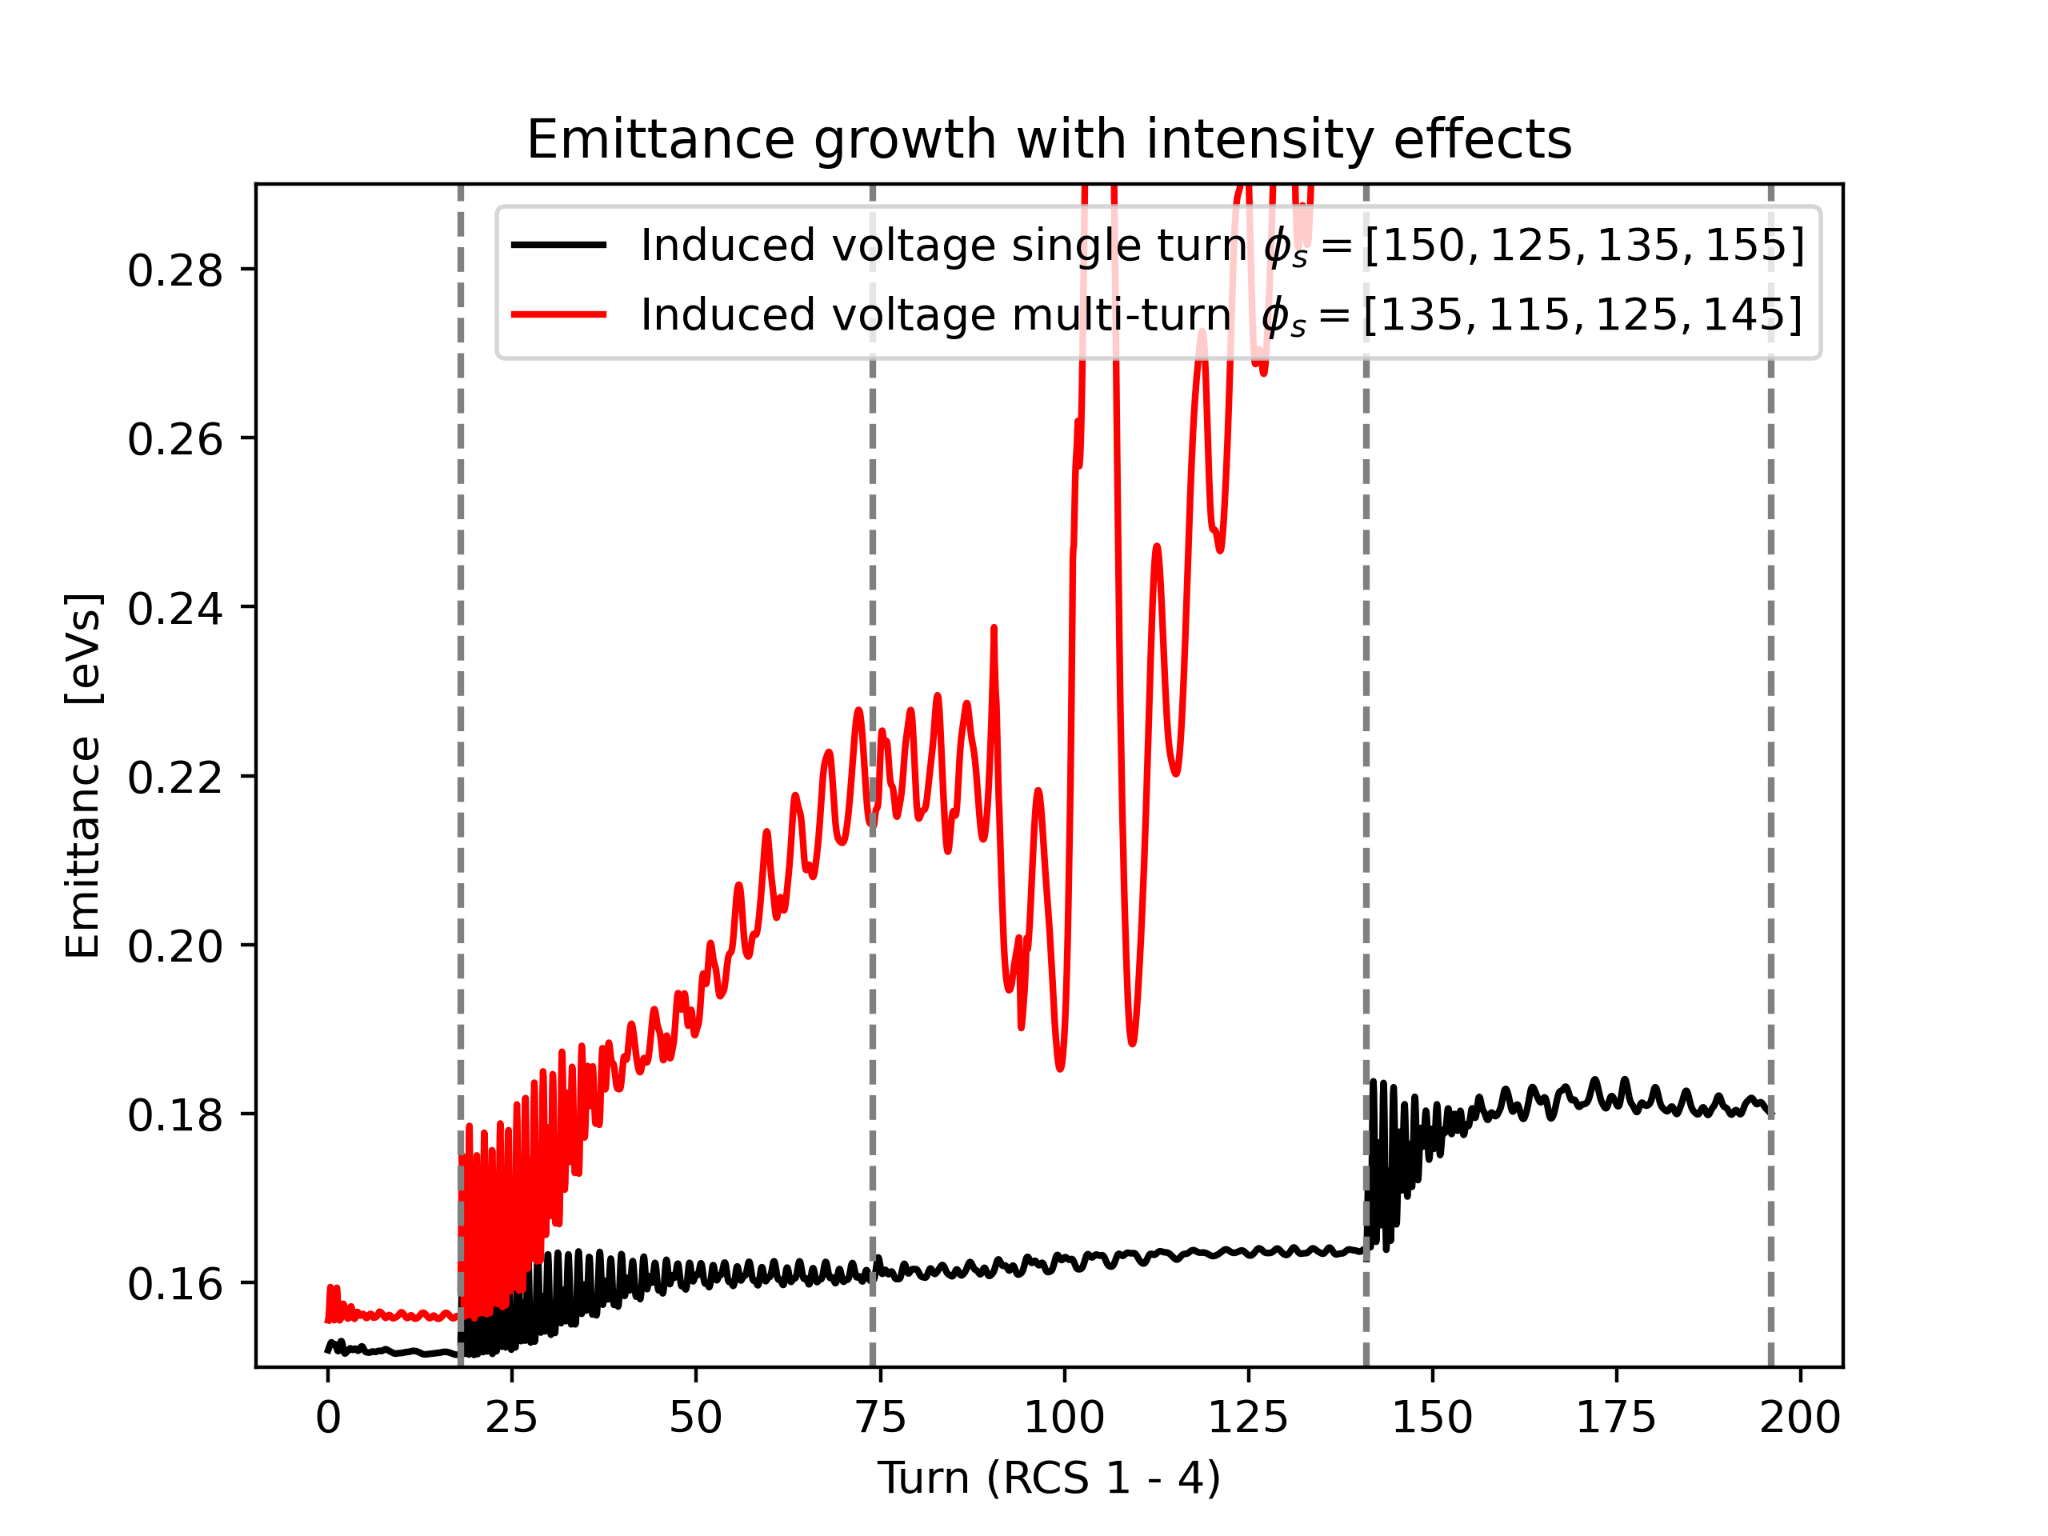 Emittance growth with intensity effects
Induced voltage single turn ϕₛ = [150, 125, 135, 155]
Induced voltage multi-turn ϕₛ = [135, 115, 125, 145]
0.28
0.26
0.24
0.22
0.20
0.18
0.16
Emittance [eVs]
0 25 50 75 100 125 150 175 200
Turn (RCS 1 - 4)